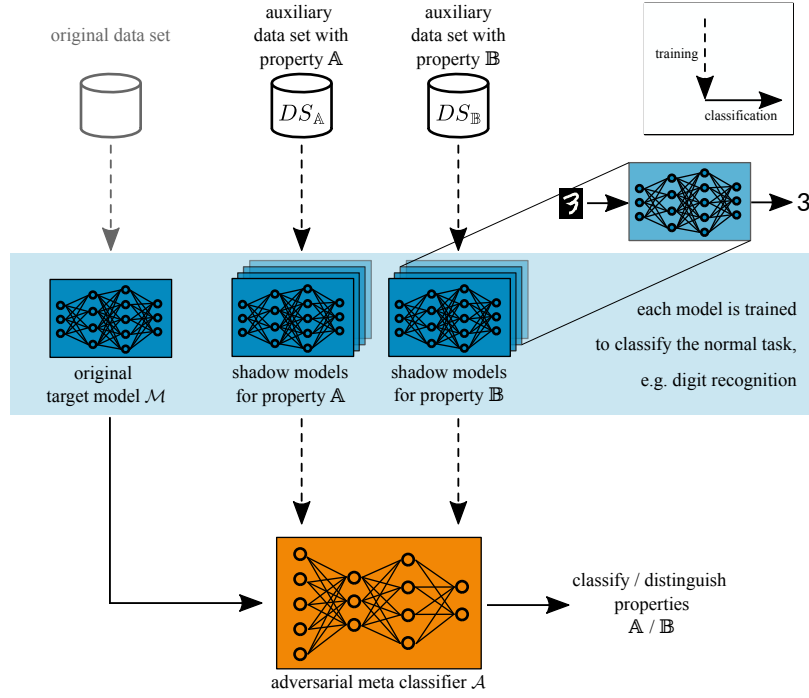 original data set
auxiliary
data set with
property 𝔸
auxiliary
data set with
property 𝔹
training
classification
DS𝔸
DS𝔹
3
3
each model is trained
to classify the normal task,
e.g. digit recognition
original
target model ℳ
shadow models
for property 𝔸
shadow models
for property 𝔹
classify / distinguish
properties
𝔸 / 𝔹
adversarial meta classifier 𝒜